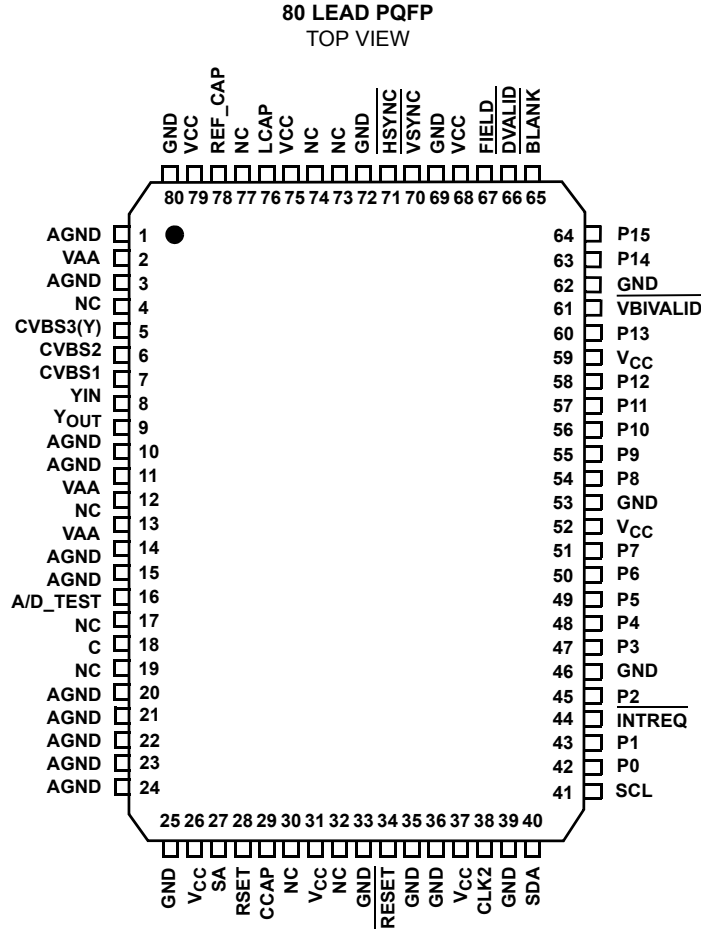 80 LEAD PQFP
TOP VIEW
GND
VCC
REF_CAP
NC
LCAP
VCC
NC
NC
GND
HSYNC
VSYNC
GND
VCC
FIELD
DVALID
BLANK
80 79 78 77 76 75 74 73 72 71 70 69 68 67 66 65
AGND 1
VAA 2
AGND 3
NC 4
CVBS3(Y) 5
CVBS2 6
CVBS1 7
YIN 8
YOUT 9
AGND 10
AGND 11
VAA 12
NC 13
VAA 14
AGND 15
AGND 16
A/D_TEST 17
NC 18
C 19
NC 20
AGND 21
AGND 22
AGND 23
AGND 24
AGND
64 P15
63 P14
62 GND
61 VBIVALID
60 P13
59 VCC
58 P12
57 P11
56 P10
55 P9
54 P8
53 GND
52 VCC
51 P7
50 P6
49 P5
48 P4
47 P3
46 GND
45 P2
44 INTREQ
43 P1
42 P0
41 SCL
25 26 27 28 29 30 31 32 33 34 35 36 37 38 39 40
GND
VCC
SA
RSET
CCAP
NC
VCC
NC
GND
RESET
GND
GND
VCC
CLK2
GND
SDA